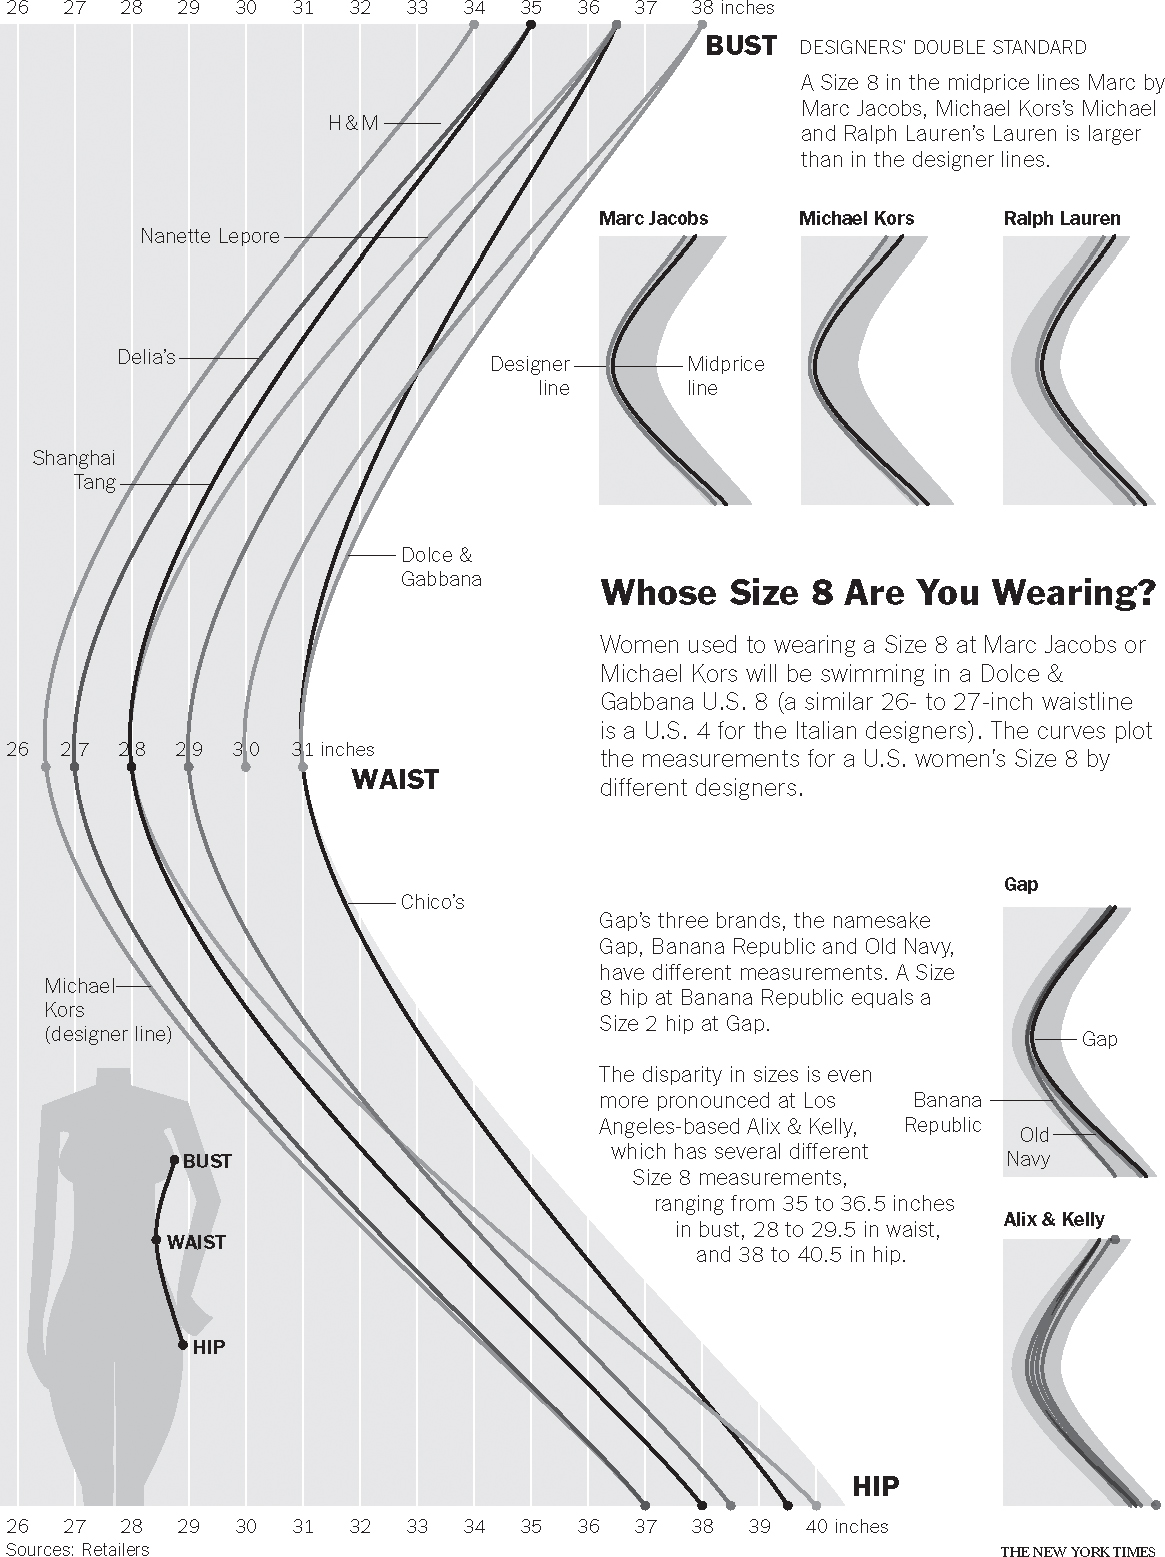 26 27 28 29 30 31 32 33 34 35 36 37 38 inches
BUST
DESIGNERS' DOUBLE STANDARD
A Size 8 in the midprice lines Marc by
Marc Jacobs, Michael Kors's Michael
and Ralph Lauren's Lauren is larger
than in the designer lines.
H & M
Nanette Lepore
Delia's
Shanghai
Tang
Dolce &
Gabbana
Marc Jacobs
Michael Kors
Ralph Lauren
Designer
line
Midprice
line
Whose Size 8 Are You Wearing?
Women used to wearing a Size 8 at Marc Jacobs or
Michael Kors will be swimming in a Dolce &
Gabbana U.S. 8 (a similar 26- to 27-inch waistline
is a U.S. 4 for the Italian designers). The curves plot
the measurements for a U.S. women's Size 8 by
different designers.
26 27 28 29 30 31 inches
WAIST
Chico's
Michael
Kors
(designer line)
Gap's three brands, the namesake
Gap, Banana Republic and Old Navy,
have different measurements. A Size
8 hip at Banana Republic equals a
Size 2 hip at Gap.
The disparity in sizes is even
more pronounced at Los
Angeles-based Alix & Kelly,
which has several different
Size 8 measurements,
ranging from 35 to 36.5 inches
in bust, 28 to 29.5 in waist,
and 38 to 40.5 in hip.
Gap
Gap
Banana
Republic
Old
Navy
Alix & Kelly
BUST
WAIST
HIP
HIP
26 27 28 29 30 31 32 33 34 35 36 37 38 39 40 inches
Sources: Retailers
THE NEW YORK TIMES